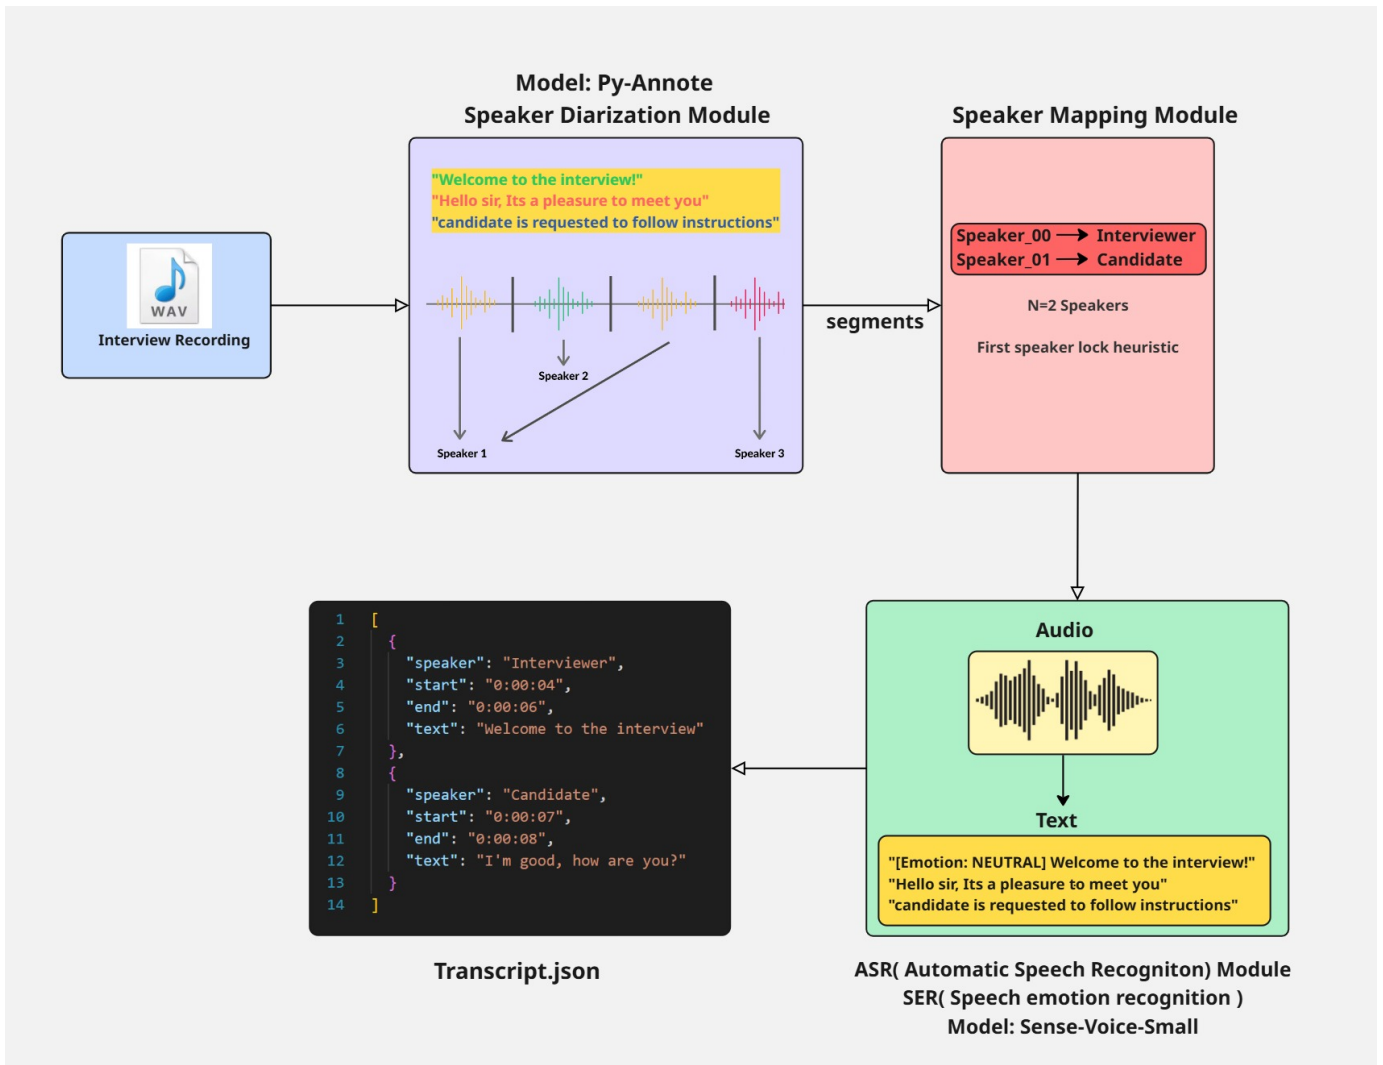 Model: Py-Annote
Speaker Diarization Module
"Welcome to the interview!"
"Hello sir, Its a pleasure to meet you"
"candidate is requested to follow instructions"
Speaker 2
Speaker 1
Speaker 3
WAV
Interview Recording
segments
Speaker Mapping Module
Speaker_00 → Interviewer
Speaker_01 → Candidate
N=2 Speakers
First speaker lock heuristic
Audio
Text
"[Emotion: NEUTRAL] Welcome to the interview!"
"Hello sir, Its a pleasure to meet you"
"candidate is requested to follow instructions"
ASR( Automatic Speech Recogniton) Module
SER( Speech emotion recognition )
Model: Sense-Voice-Small
1 [
2 {
3 "speaker": "Interviewer",
4 "start": "0:00:04",
5 "end": "0:00:06",
6 "text": "Welcome to the interview"
7 },
8 {
9 "speaker": "Candidate",
10 "start": "0:00:07",
11 "end": "0:00:08",
12 "text": "I'm good, how are you?"
13 }
14 ]
Transcript.json